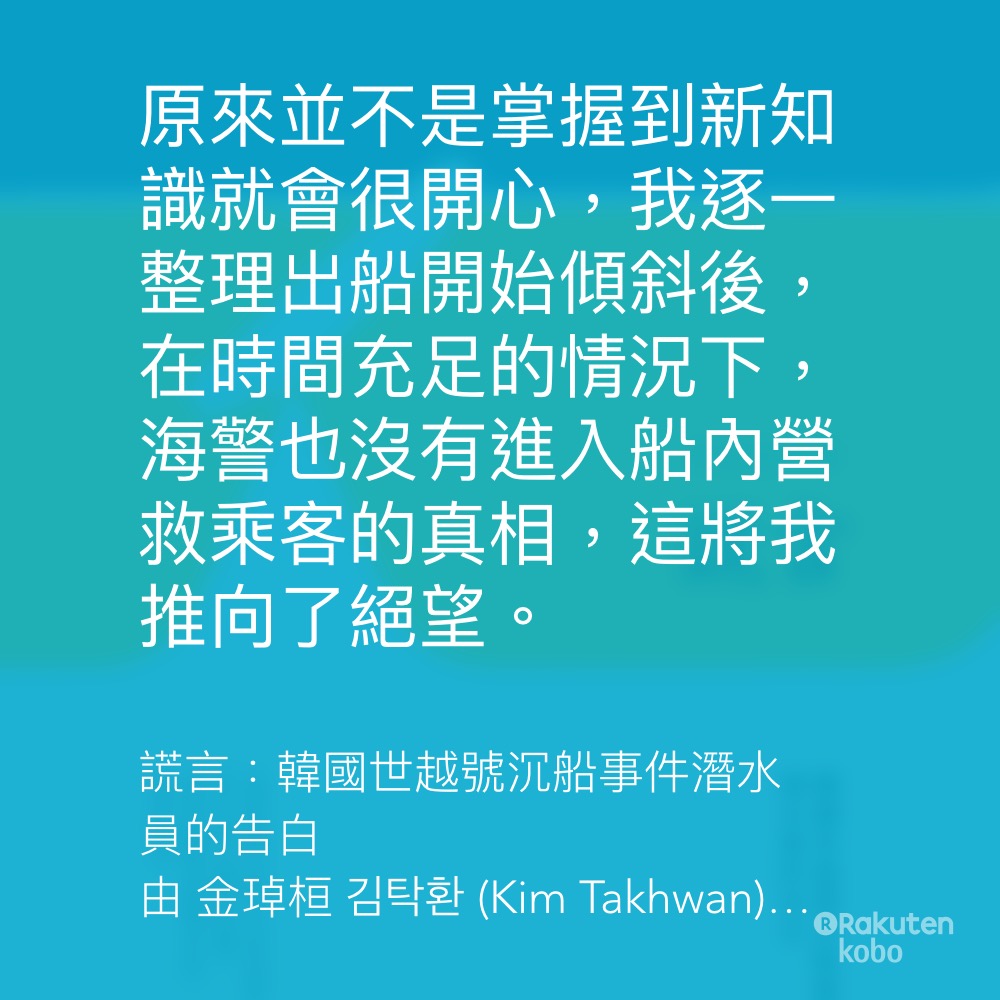 原來並不是掌握到新知
識就會很開心，我逐一
整理出船開始傾斜後，
在時間充足的情況下，
海警也沒有進入船內營
救乘客的真相，這將我
推向了絕望。
謊言：韓國世越號沉船事件潛水
員的告白
由 金琸桓 김탁환 (Kim Takhwan)...
Rakuten
kobo